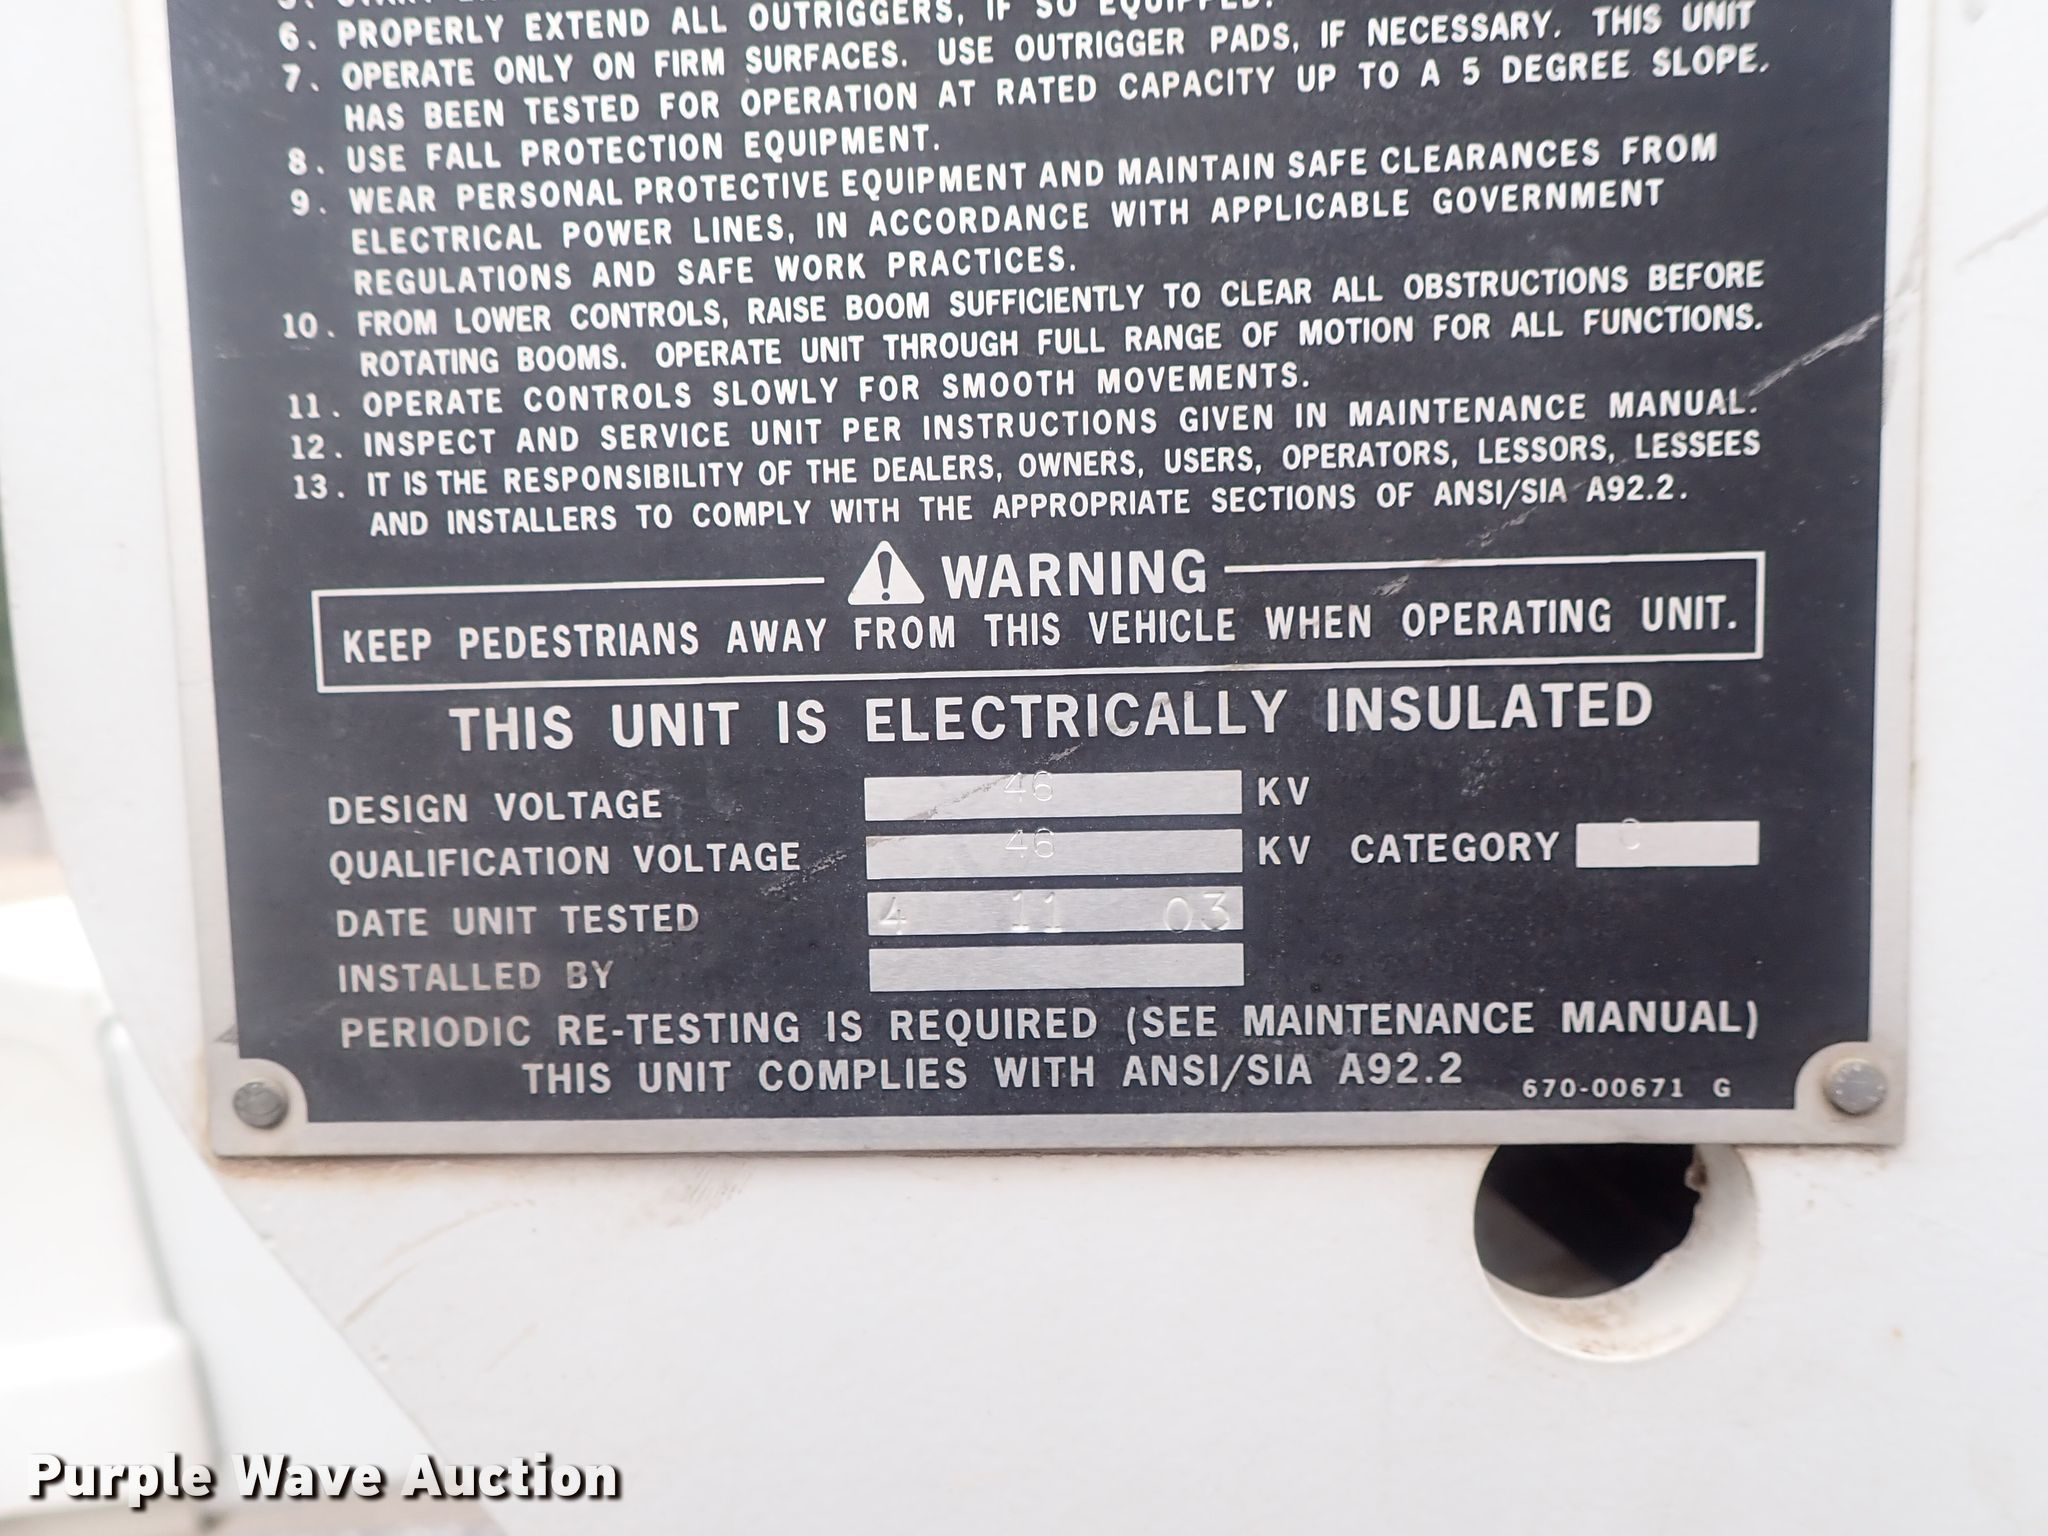 6. PROPERLY EXTEND ALL OUTRIGGERS, IF SO EQUIPPED.
7. OPERATE ONLY ON FIRM SURFACES. USE OUTRIGGER PADS, IF NECESSARY. THIS UNIT
HAS BEEN TESTED FOR OPERATION AT RATED CAPACITY UP TO A 5 DEGREE SLOPE.
8. USE FALL PROTECTION EQUIPMENT.
9. WEAR PERSONAL PROTECTIVE EQUIPMENT AND MAINTAIN SAFE CLEARANCES FROM
ELECTRICAL POWER LINES, IN ACCORDANCE WITH APPLICABLE GOVERNMENT
REGULATIONS AND SAFE WORK PRACTICES.
10. FROM LOWER CONTROLS, RAISE BOOM SUFFICIENTLY TO CLEAR ALL OBSTRUCTIONS BEFORE
ROTATING BOOMS. OPERATE UNIT THROUGH FULL RANGE OF MOTION FOR ALL FUNCTIONS.
11. OPERATE CONTROLS SLOWLY FOR SMOOTH MOVEMENTS.
12. INSPECT AND SERVICE UNIT PER INSTRUCTIONS GIVEN IN MAINTENANCE MANUAL.
13. IT IS THE RESPONSIBILITY OF THE DEALERS, OWNERS, USERS, OPERATORS, LESSORS, LESSEES
AND INSTALLERS TO COMPLY WITH THE APPROPRIATE SECTIONS OF ANSI/SIA A92.2.
WARNING
KEEP PEDESTRIANS AWAY FROM THIS VEHICLE WHEN OPERATING UNIT.
THIS UNIT IS ELECTRICALLY INSULATED
DESIGN VOLTAGE 46 KV
QUALIFICATION VOLTAGE 46 KV CATEGORY C
DATE UNIT TESTED 4 11 03
INSTALLED BY
PERIODIC RE-TESTING IS REQUIRED (SEE MAINTENANCE MANUAL)
THIS UNIT COMPLIES WITH ANSI/SIA A92.2 670-00671 G
Purple Wave Auction